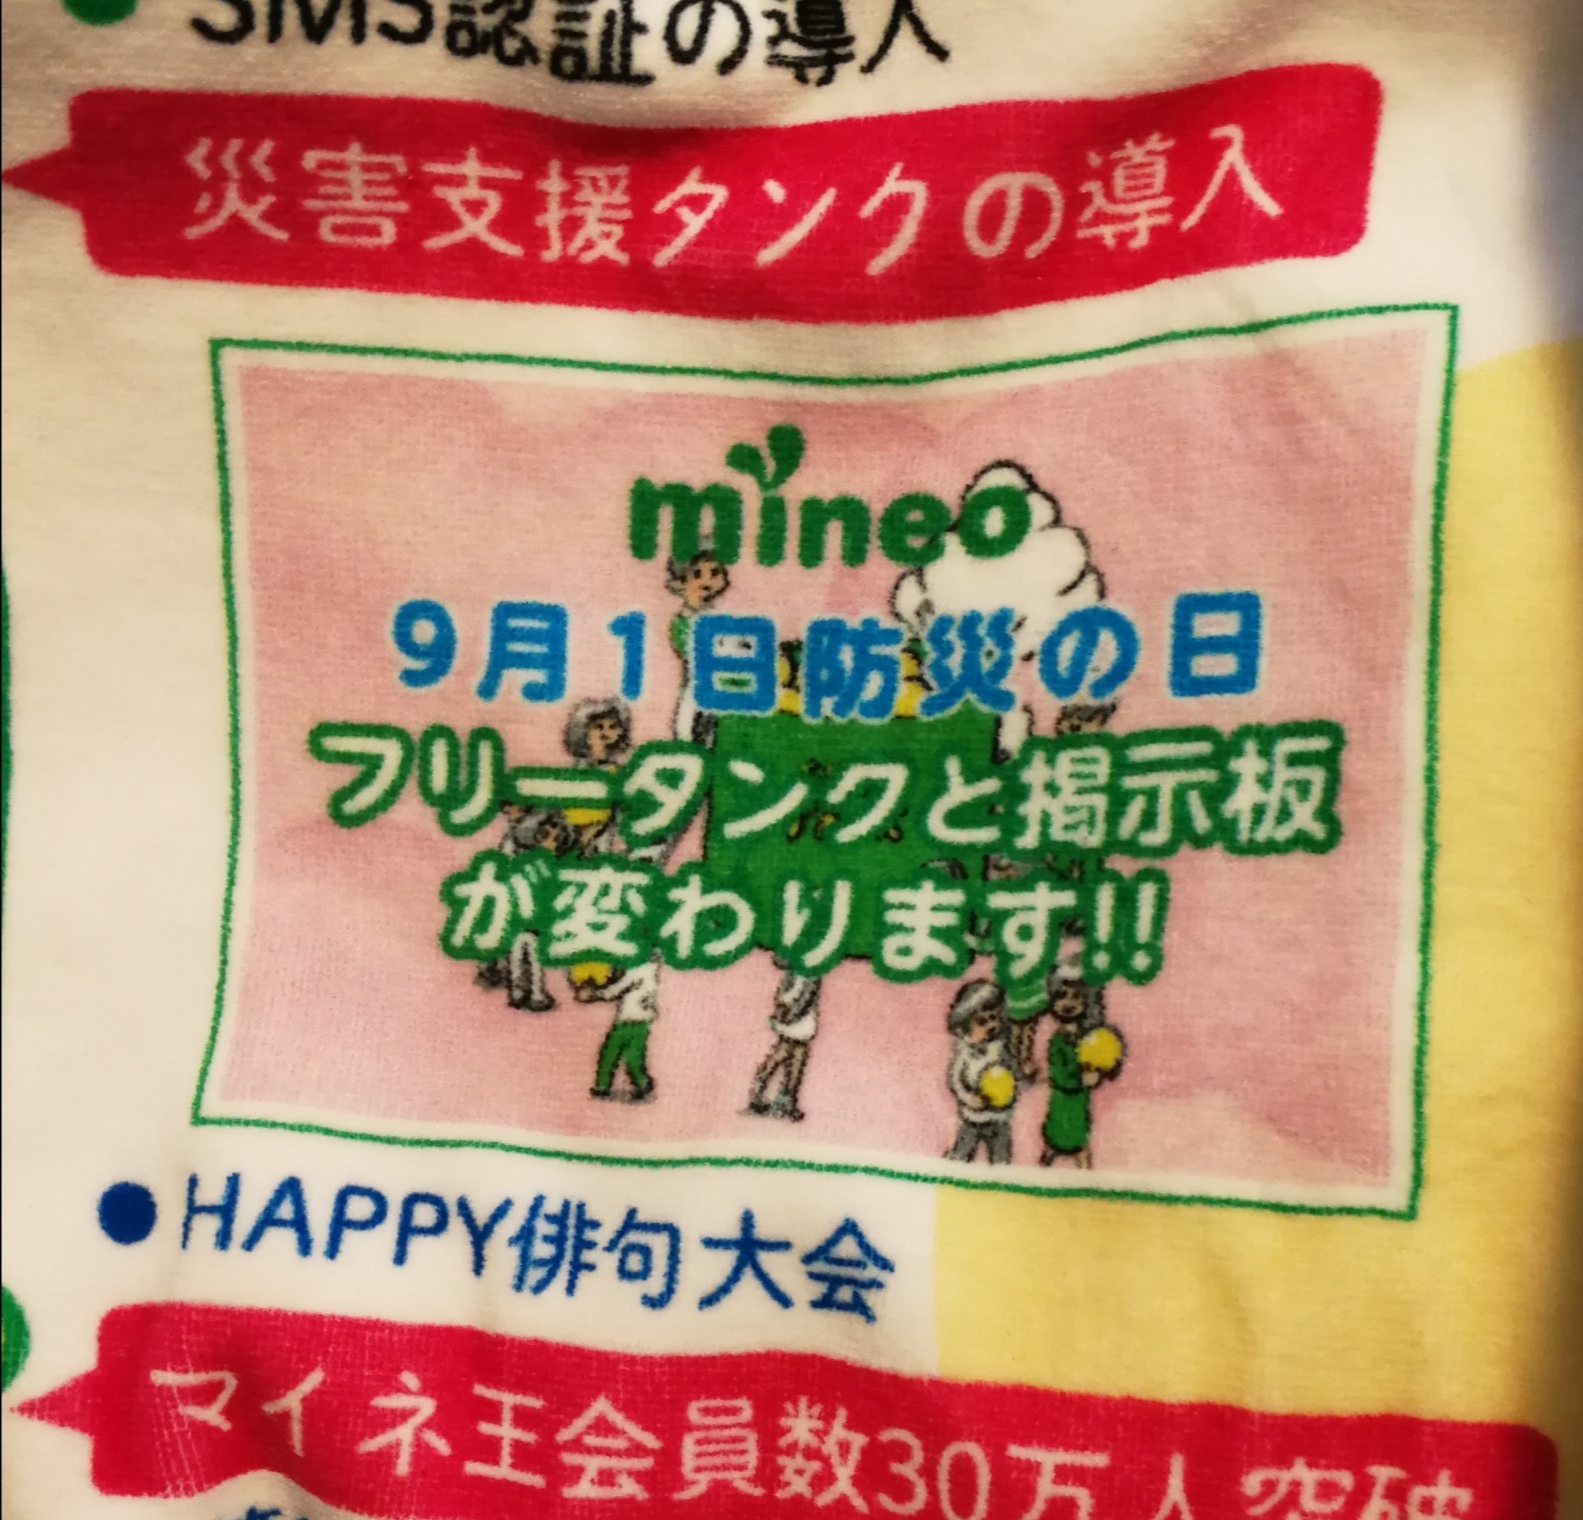 SMS認証の導入
災害支援タンクの導入
mineo
9月1日防災の日
フリータンクと掲示板
が変わります!!
●HAPPY俳句大会
マイネ王会員数30万人突破